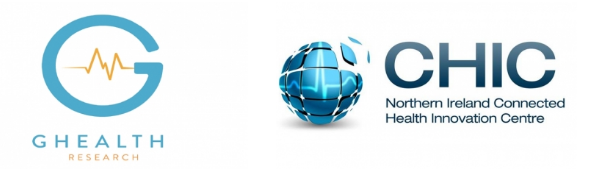 G
GHEALTH
RESEARCH
CHIC
Northern Ireland Connected
Health Innovation Centre